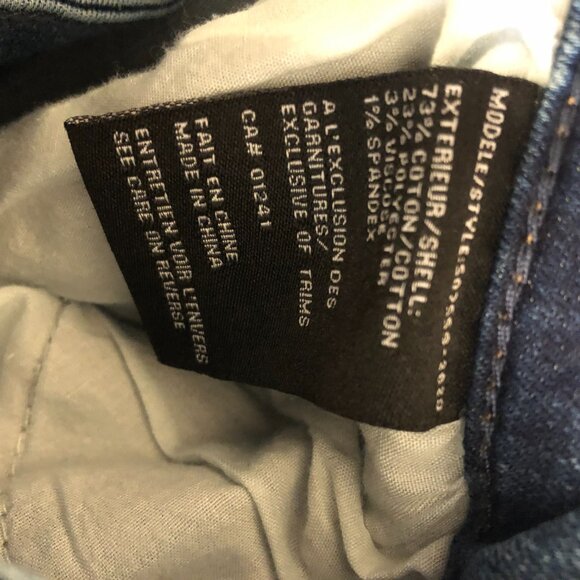 MODELE/STYLE:
EXTERIEUR/SHELL:
73% COTON/COTTON
23% POLYESTER
3% VISCOSE
1% SPANDEX
A L'EXCLUSION DES
GARNITURES/
EXCLUSIVE OF TRIMS
CA# 01241
FAIT EN CHINE
MADE IN CHINA
ENTRETIEN VOIR L'ENVERS
SEE CARE ON REVERSE